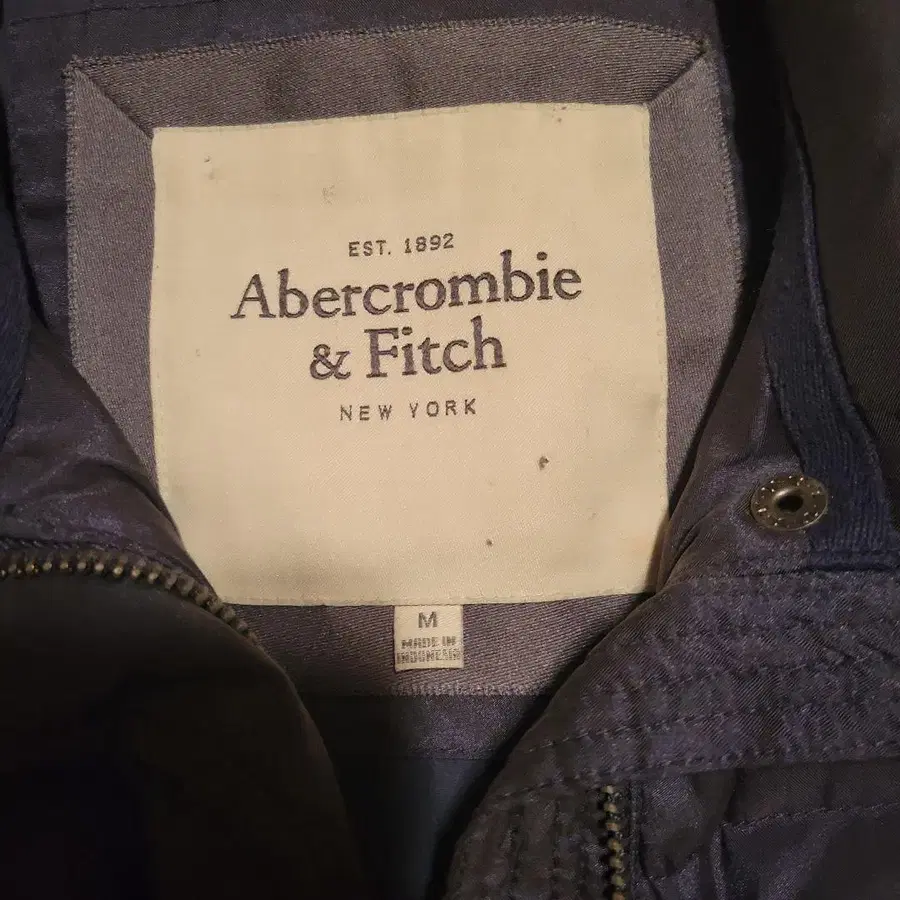 EST. 1892
Abercrombie
& Fitch
NEW YORK
M
MADE IN
INDONESIA